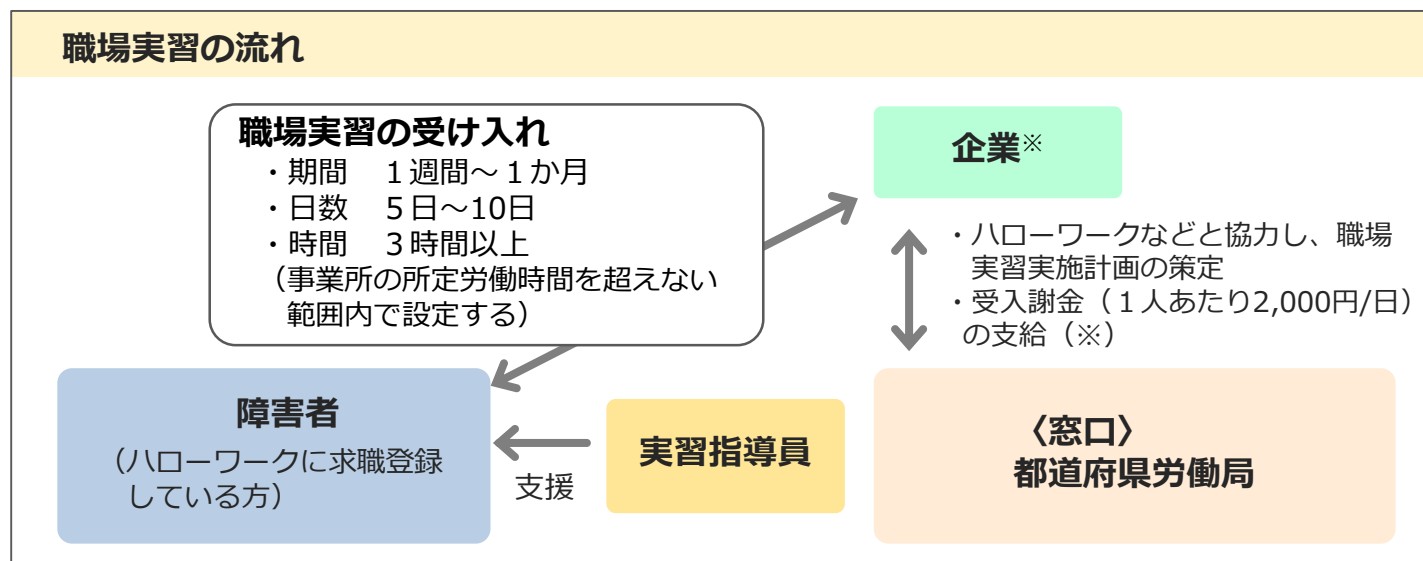 職場実習の流れ
職場実習の受け入れ
・期間　１週間～１か月
・日数　５日～10日
・時間　３時間以上
（事業所の所定労働時間を超えない
範囲内で設定する）
企業※
・ハローワークなどと協力し、職場
実習実施計画の策定
・受入謝金（１人あたり2,000円/日）
の支給（※）
障害者
（ハローワークに求職登録
している方）
支援
実習指導員
〈窓口〉
都道府県労働局